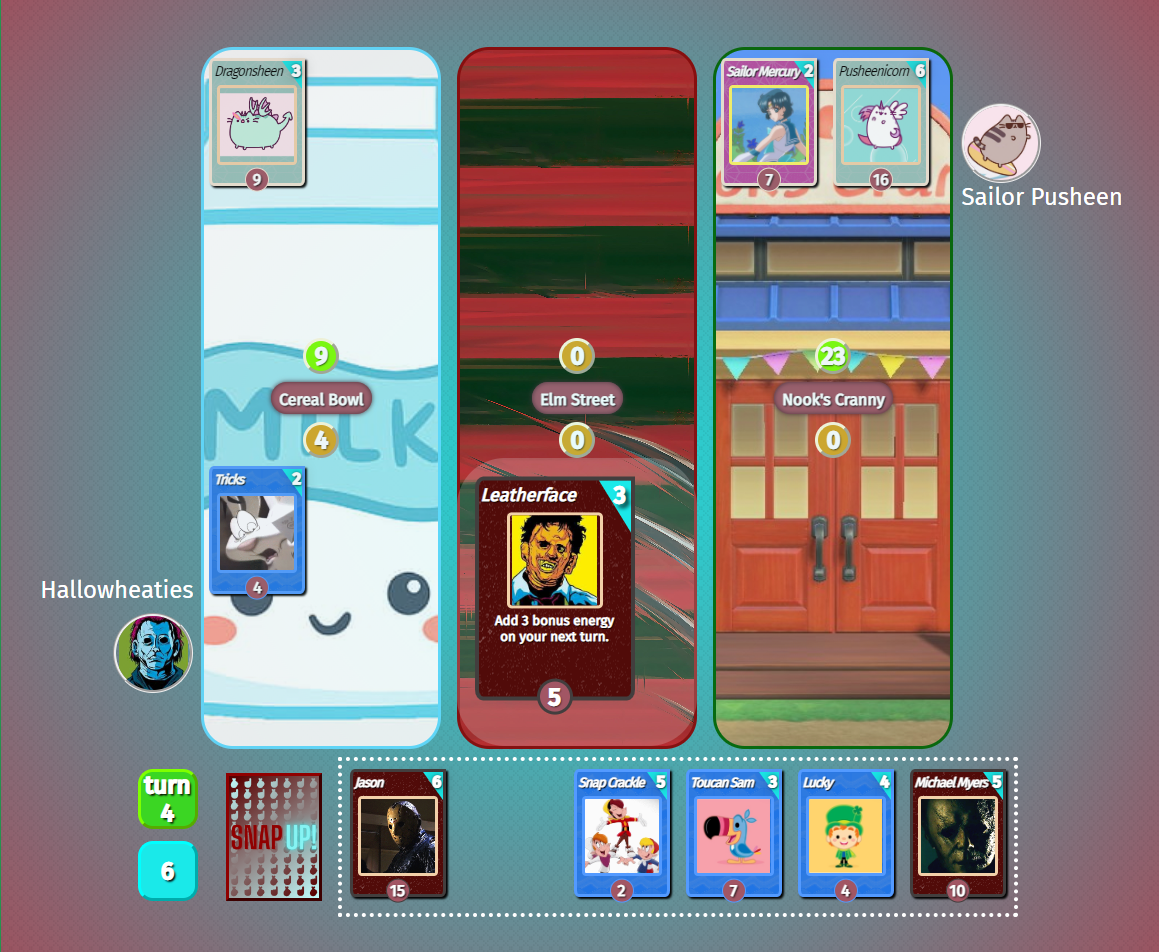 Dragonsheen 3
9
Sailor Mercury 2
7
Pusheenicorn 6
16
Sailor Pusheen
9
Cereal Bowl
4
0
Elm Street
0
23
Nook's Cranny
0
MILK
Tricks 2
4
Leatherface 3
Add 3 bonus energy
on your next turn.
5
Hallowheaties
turn
4
6
SNAP UP!
Jason 6
15
Snap Crackle 5
2
Toucan Sam 3
7
Lucky 4
4
Michael Myers 5
10